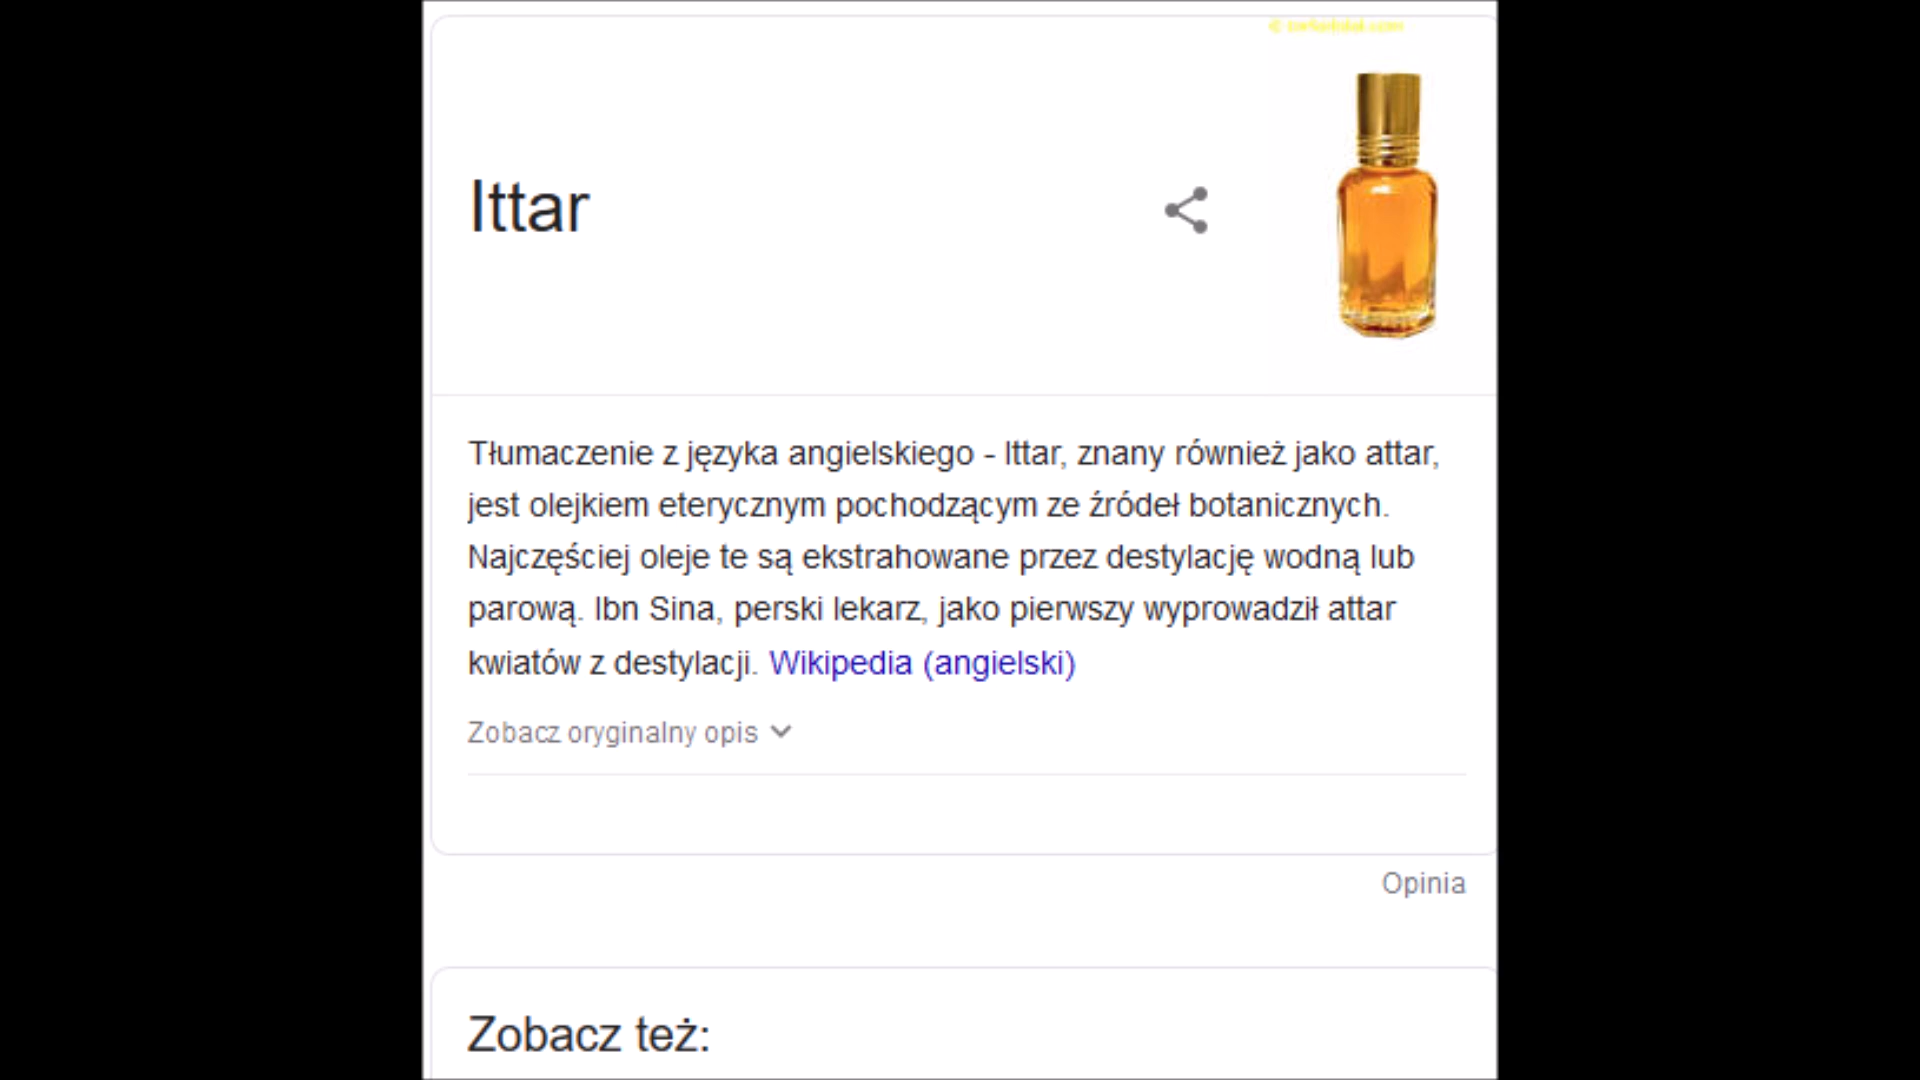 Ittar
Tłumaczenie z języka angielskiego - Ittar, znany również jako attar,
jest olejkiem eterycznym pochodzącym ze źródeł botanicznych.
Najczęściej oleje te są ekstrahowane przez destylację wodną lub
parową. Ibn Sina, perski lekarz, jako pierwszy wyprowadził attar
kwiatów z destylacji. Wikipedia (angielski)
Zobacz oryginalny opis
Opinia
Zobacz też: